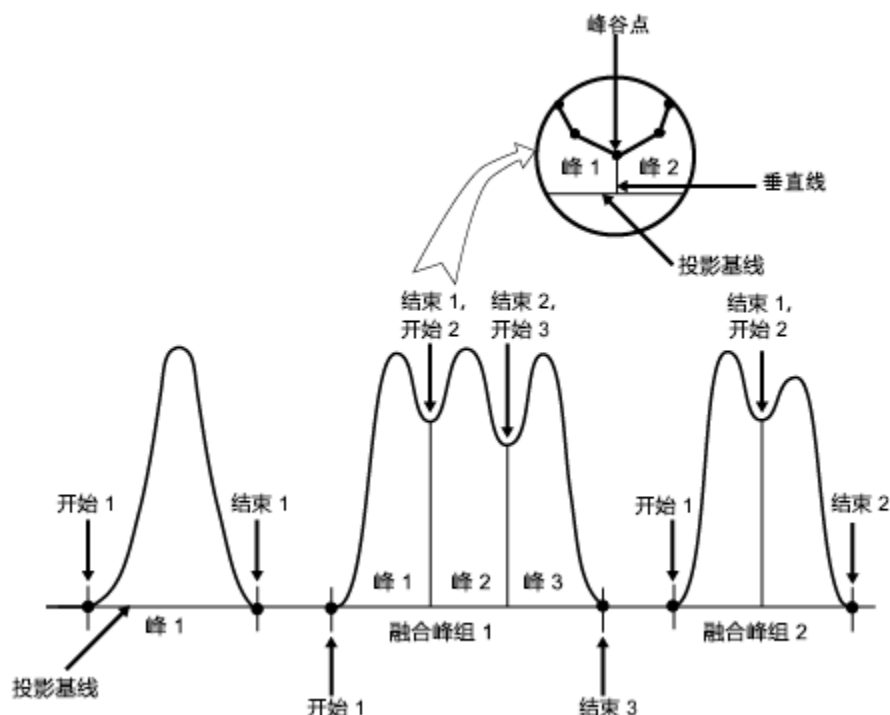 峰谷点
峰 1
峰 2
垂直线
投影基线
结束 1,
开始 2
结束 2,
开始 3
结束 1,
开始 2
开始 1
结束 1
开始 1
结束 2
峰 1
峰 2
峰 3
峰 1
融合峰组 1
融合峰组 2
投影基线
开始 1
结束 3